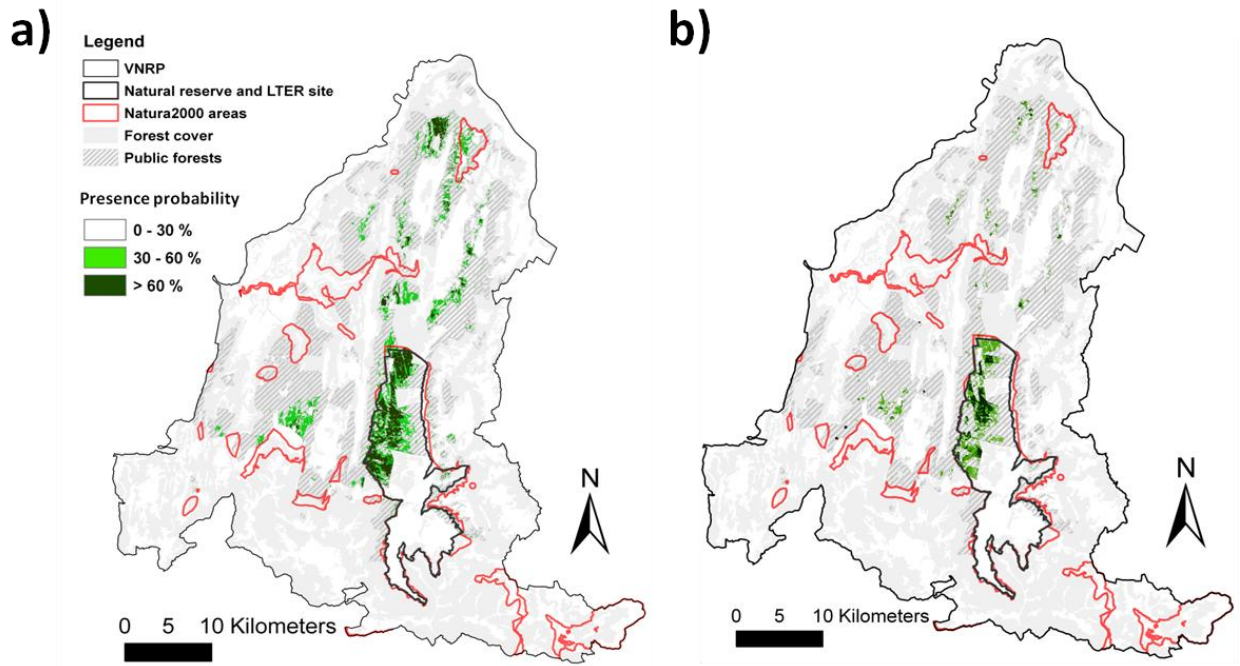 a)
Legend
VNRP
Natural reserve and LTER site
Natura2000 areas
Forest cover
Public forests
Presence probability
0 - 30 %
30 - 60 %
> 60 %
N
0 5 10 Kilometers
b)
N
0 5 10 Kilometers